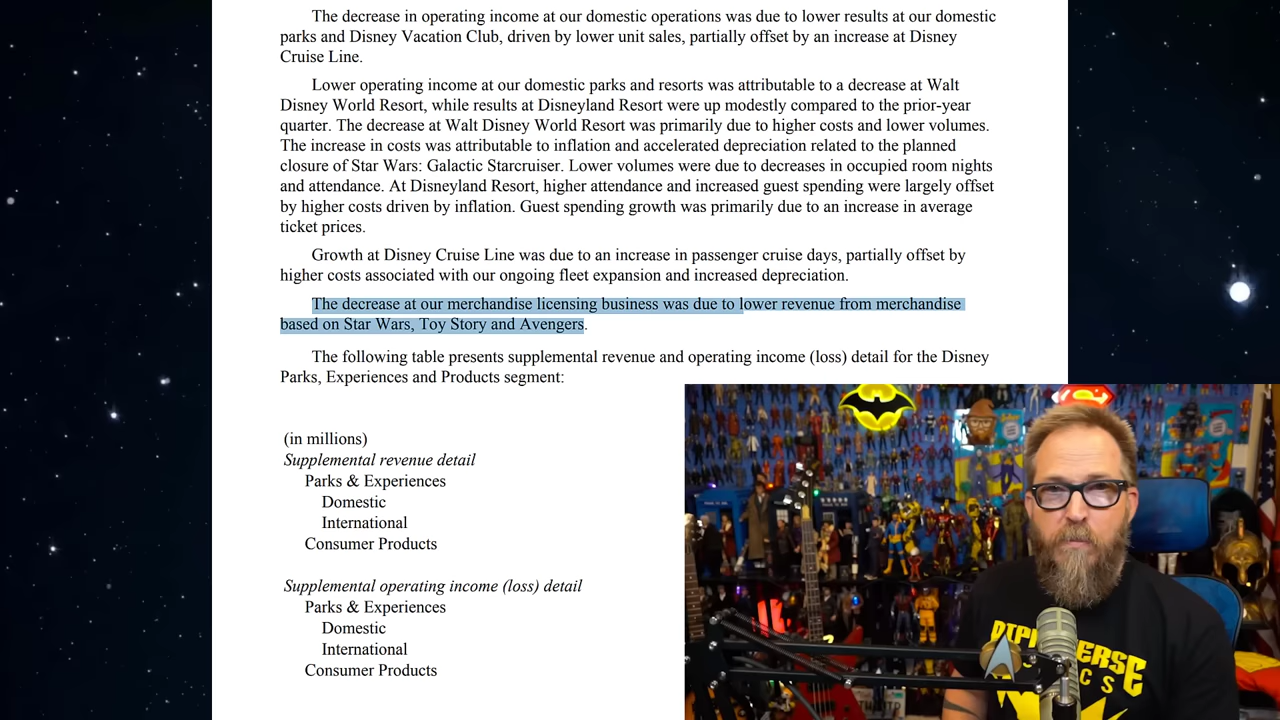 The decrease in operating income at our domestic operations was due to lower results at our domestic
parks and Disney Vacation Club, driven by lower unit sales, partially offset by an increase at Disney
Cruise Line.
Lower operating income at our domestic parks and resorts was attributable to a decrease at Walt
Disney World Resort, while results at Disneyland Resort were up modestly compared to the prior-year
quarter. The decrease at Walt Disney World Resort was primarily due to higher costs and lower volumes.
The increase in costs was attributable to inflation and accelerated depreciation related to the planned
closure of Star Wars: Galactic Starcruiser. Lower volumes were due to decreases in occupied room nights
and attendance. At Disneyland Resort, higher attendance and increased guest spending were largely offset
by higher costs driven by inflation. Guest spending growth was primarily due to an increase in average
ticket prices.
Growth at Disney Cruise Line was due to an increase in passenger cruise days, partially offset by
higher costs associated with our ongoing fleet expansion and increased depreciation.
The decrease at our merchandise licensing business was due to lower revenue from merchandise
based on Star Wars, Toy Story and Avengers.
The following table presents supplemental revenue and operating income (loss) detail for the Disney
Parks, Experiences and Products segment:
(in millions)
Supplemental revenue detail
Parks & Experiences
Domestic
International
Consumer Products
Supplemental operating income (loss) detail
Parks & Experiences
Domestic
International
Consumer Products